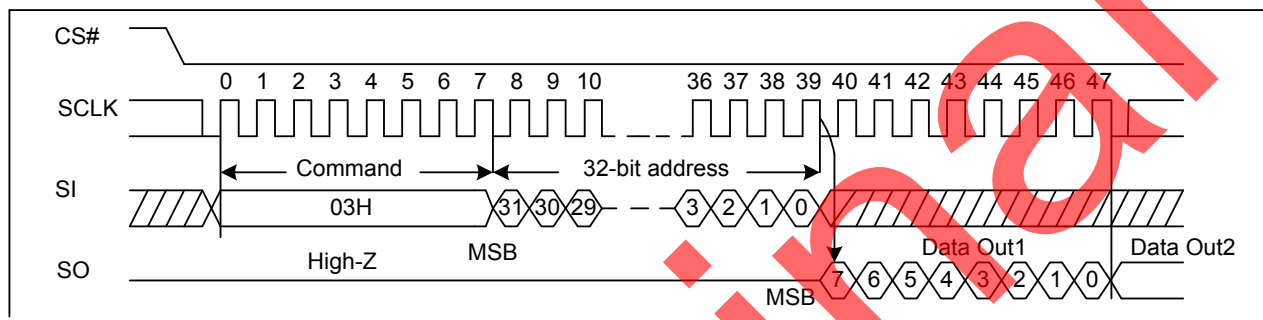 CS#
0 1 2 3 4 5 6 7 8 9 10 36 37 38 39 40 41 42 43 44 45 46 47
SCLK
Command 32-bit address
SI
03H 31 30 29 3 2 1 0
High-Z MSB Data Out1 Data Out2
SO
MSB 7 6 5 4 3 2 1 0